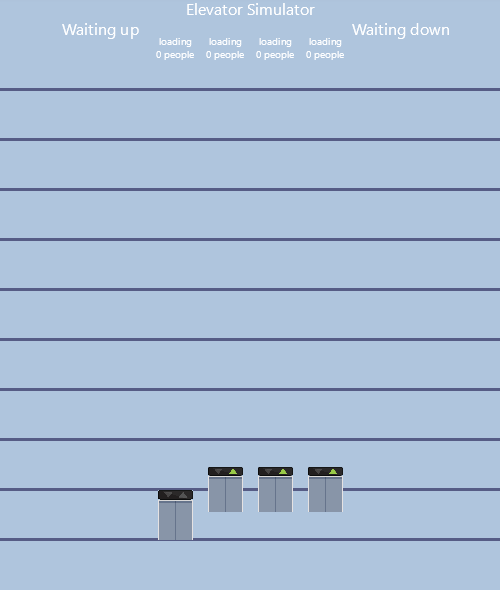 Elevator Simulator
Waiting up
Waiting down
loading loading loading loading
0 people 0 people 0 people 0 people